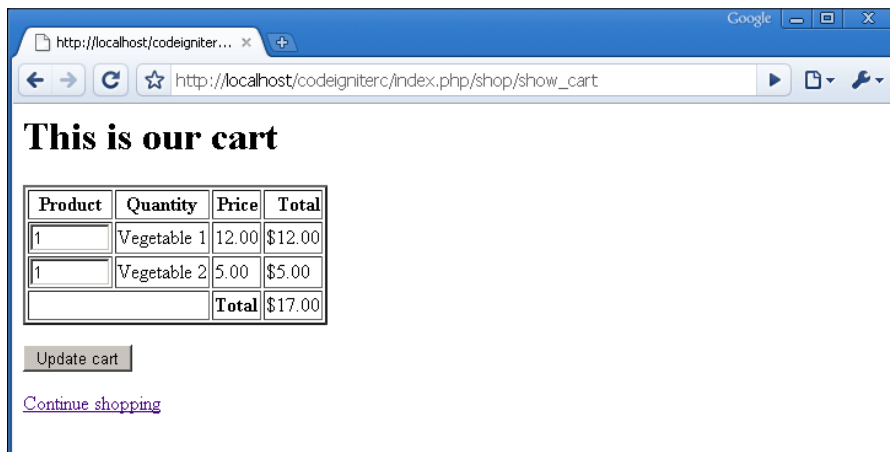 Google
http://localhost/codeigniter...
http://localhost/codeigniterc/index.php/shop/show_cart
This is our cart
Product Quantity Price Total
1 Vegetable 1 12.00 $12.00
1 Vegetable 2 5.00 $5.00
Total $17.00
Update cart
Continue shopping